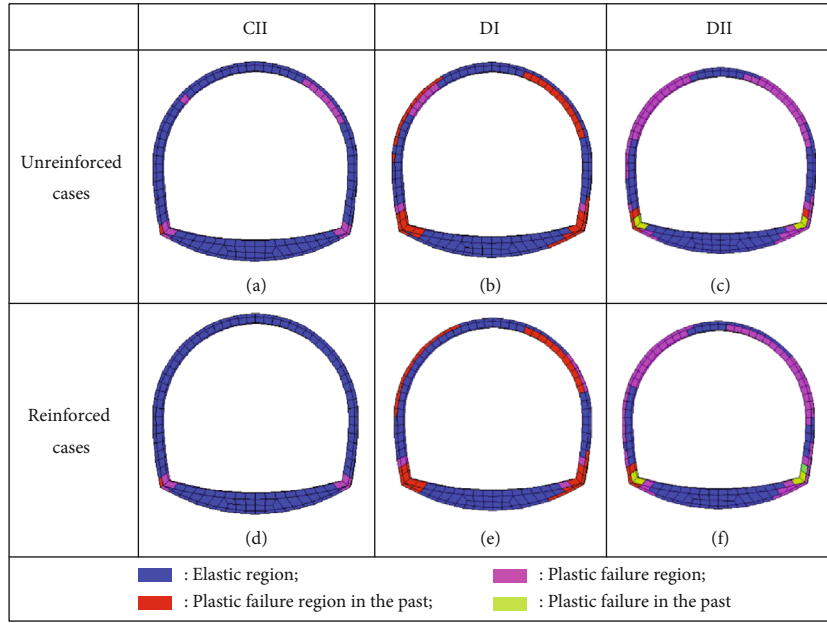 CII DI DII
Unreinforced
cases
(a) (b) (c)
Reinforced
cases
(d) (e) (f)
: Elastic region; : Plastic failure region;
: Plastic failure region in the past; : Plastic failure in the past